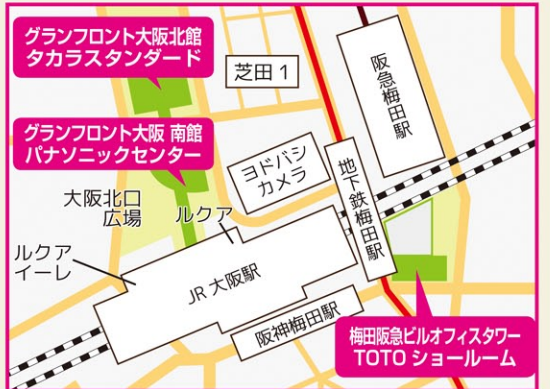 グランフロント大阪北館
タカラスタンダード
芝田1
阪急梅田駅
グランフロント大阪 南館
パナソニックセンター
ヨドバシ
カメラ
地下鉄梅田駅
大阪北口
広場
ルクア
ルクア
イーレ
JR大阪駅
阪神梅田駅
梅田阪急ビルオフィスタワー
TOTO ショールーム